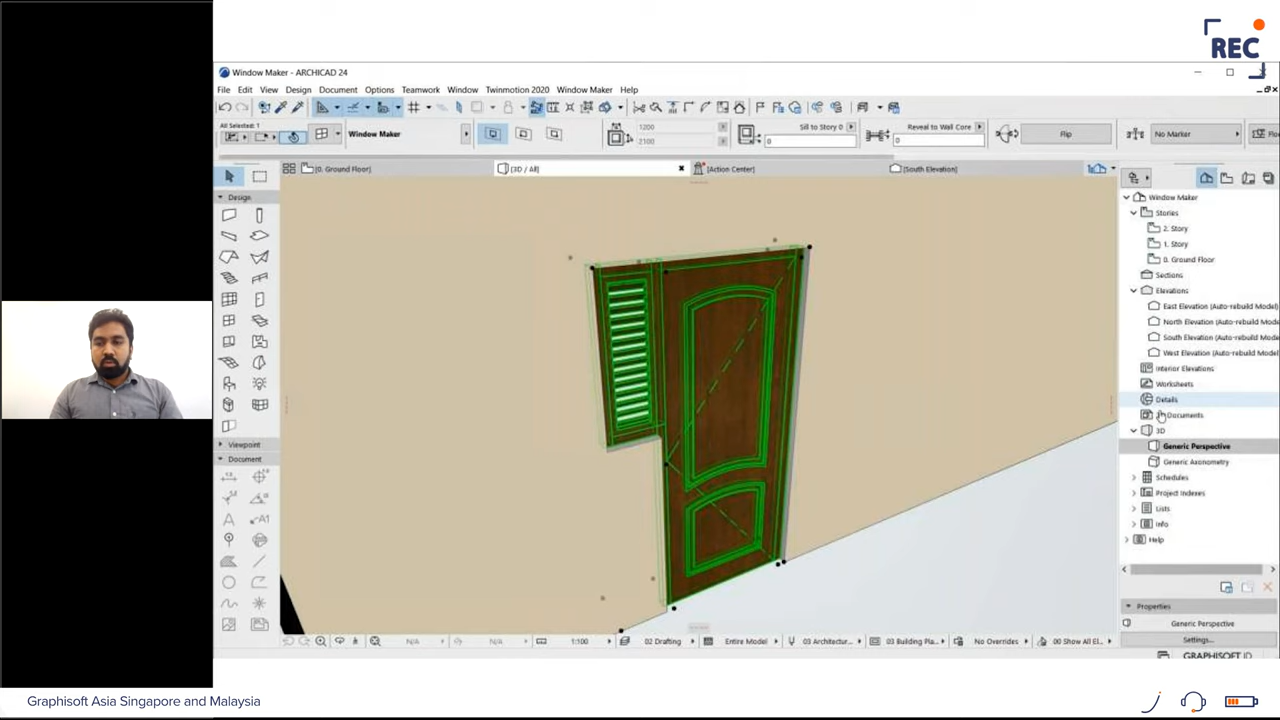 REC
Window Maker - ARCHICAD 24
File Edit View Design Document Options Teamwork Window Twinmotion 2020 Window Maker Help
All Selected: 1
Window Maker
1200
2100
Sill to Story 0
0
Reveal to Wall Core
0
Flip
No Marker
Floo
[0. Ground Floor]
[3D / All]
[Action Center]
[South Elevation]
Design
Viewpoint
Document
Window Maker
Stories
2. Story
1. Story
0. Ground Floor
Sections
Elevations
East Elevation (Auto-rebuild Model)
North Elevation (Auto-rebuild Model)
South Elevation (Auto-rebuild Model)
West Elevation (Auto-rebuild Model)
Interior Elevations
Worksheets
Details
Documents
3D
Generic Perspective
Generic Axonometry
Schedules
Project Indexes
Lists
Info
Help
Properties
Generic Perspective
Settings...
GRAPHISOFT ID
N/A
N/A
1:100
02 Drafting
Entire Model
03 Architectur...
03 Building Pla...
No Overrides
00 Show All El...
Graphisoft Asia Singapore and Malaysia